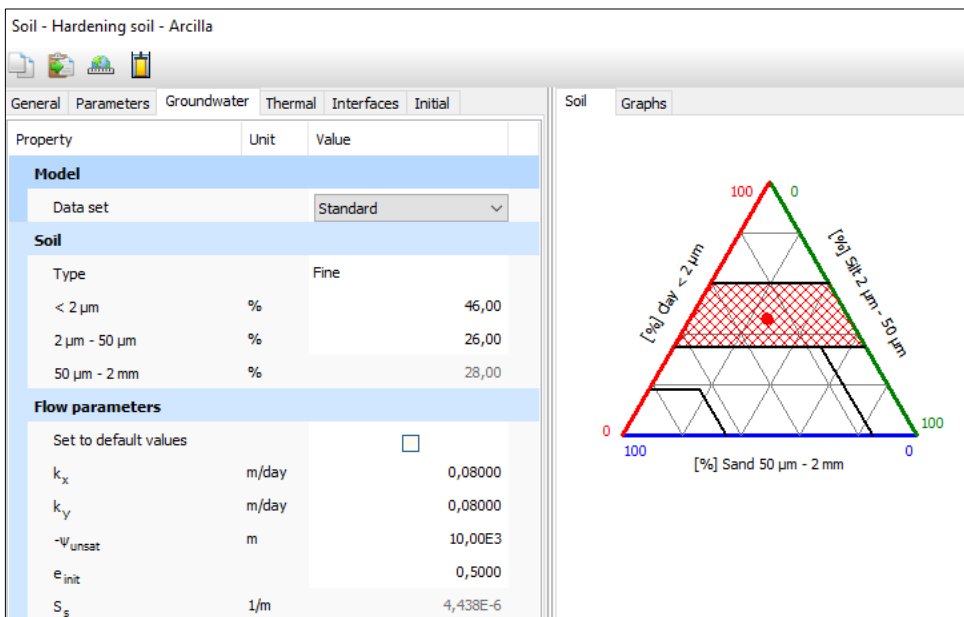 Soil - Hardening soil - Arcilla
General Parameters Groundwater Thermal Interfaces Initial
Property Unit Value
Model
Data set Standard
Soil
Type Fine
< 2 µm % 46,00
2 µm - 50 µm % 26,00
50 µm - 2 mm % 28,00
Flow parameters
Set to default values
kx m/day 0,08000
ky m/day 0,08000
-ψunsat m 10,00E3
einit 0,5000
Ss 1/m 4,438E-6
Soil Graphs
100 0
[%] Clay < 2 µm
[%] Silt 2 µm - 50 µm
0 100
100 0
[%] Sand 50 µm - 2 mm